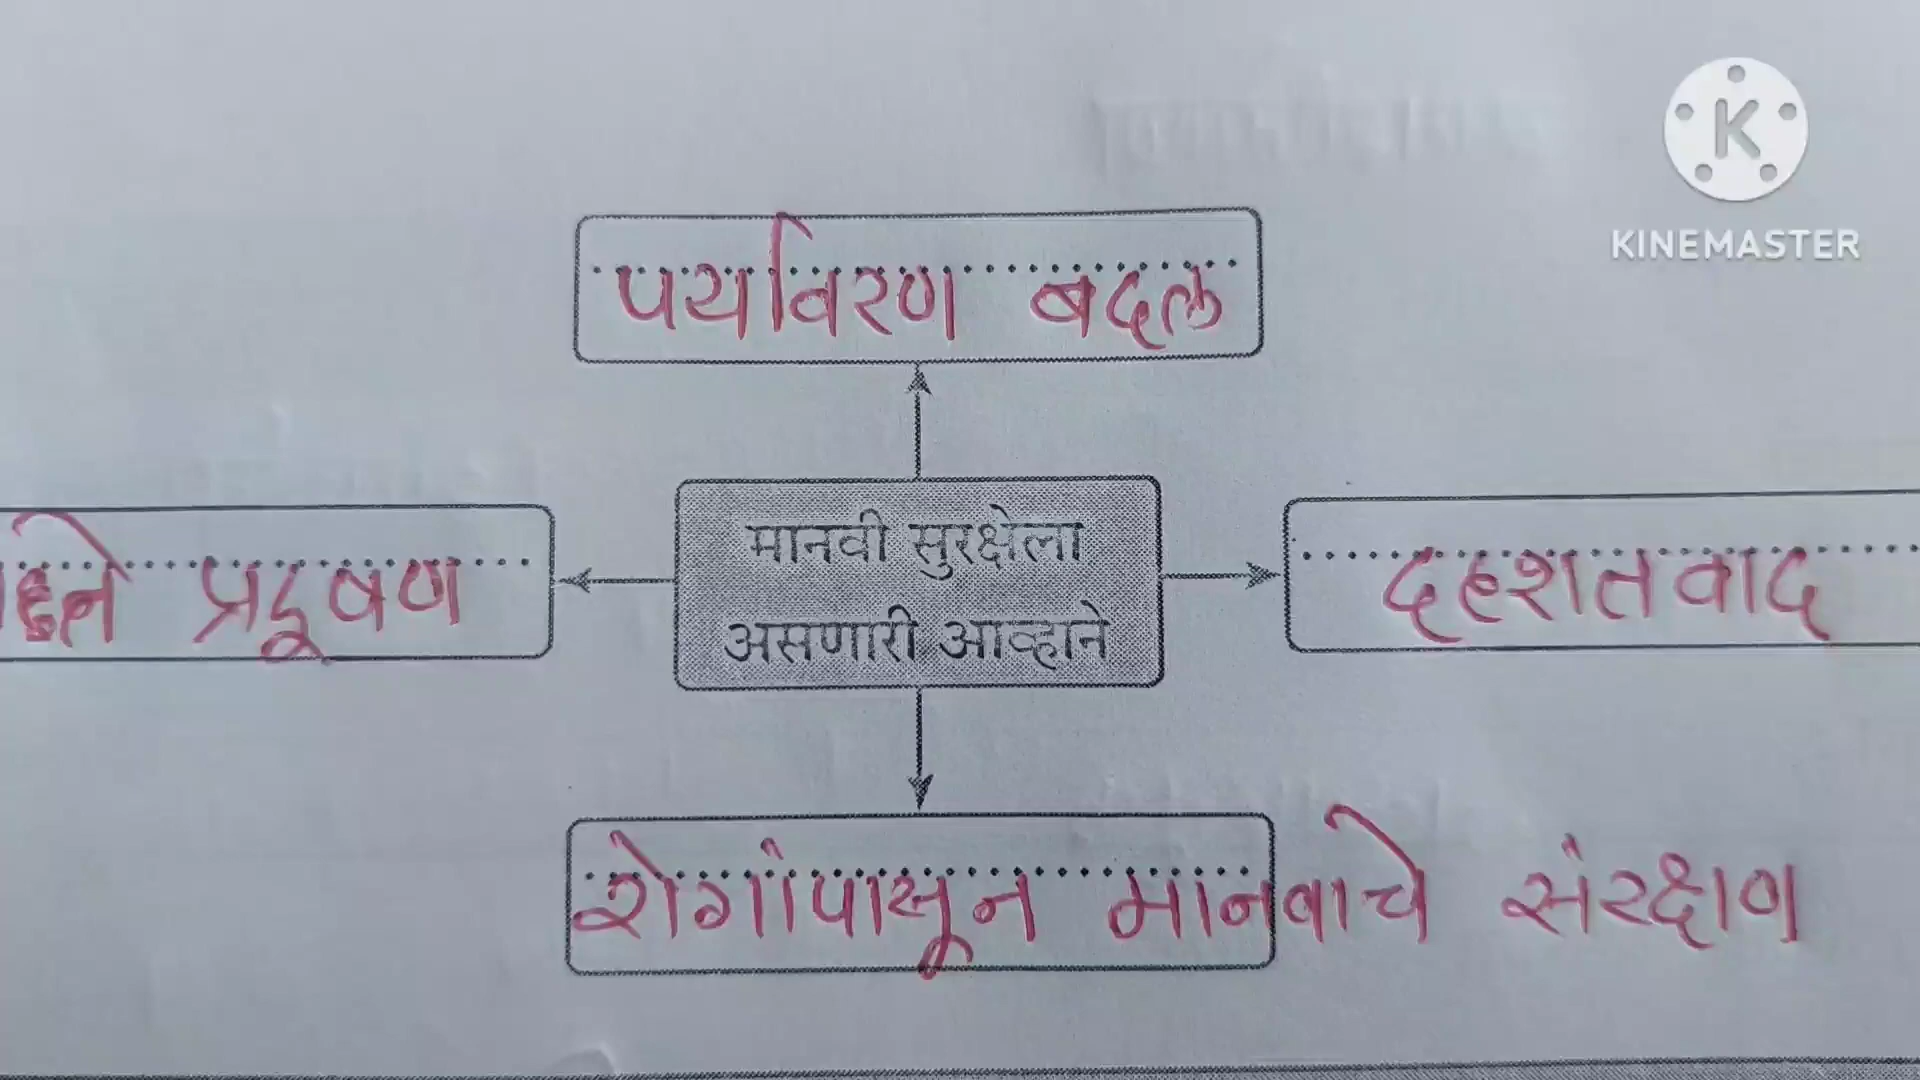 KINEMASTER
पर्यावरण बदल
प्रदूषण
मानवी सुरक्षेला
असणारी आव्हाने
दहशतवाद
रोगांपासून मानवाचे संरक्षण